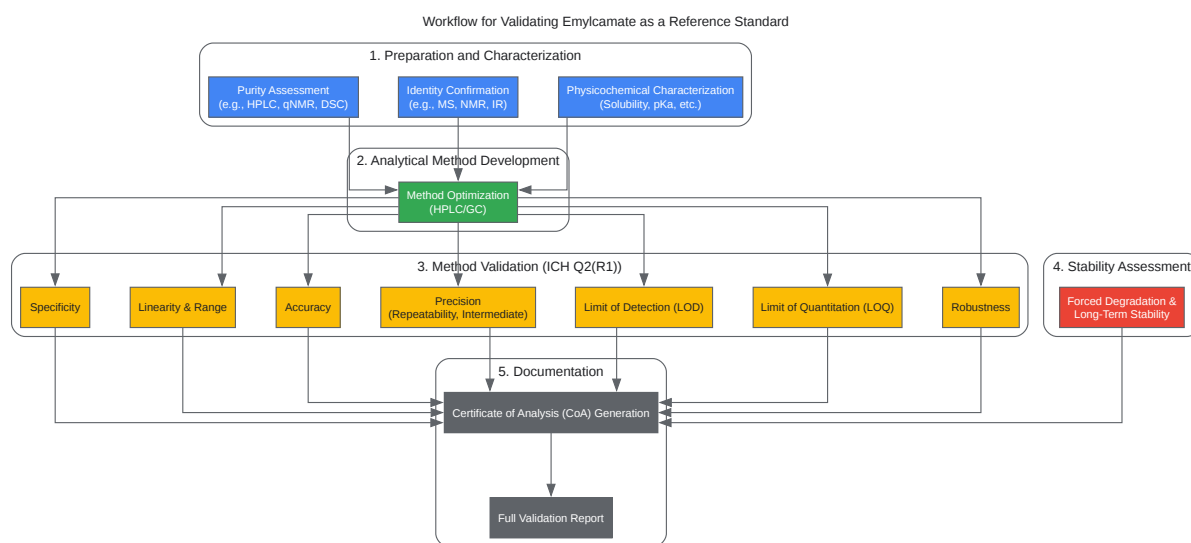 Workflow for Validating Emylcamate as a Reference Standard
1. Preparation and Characterization
Purity Assessment
(e.g., HPLC, qNMR, DSC)
Identity Confirmation
(e.g., MS, NMR, IR)
Physicochemical Characterization
(Solubility, pKa, etc.)
2. Analytical Method Development
Method Optimization
(HPLC/GC)
3. Method Validation (ICH Q2(R1))
Specificity
Linearity & Range
Accuracy
Precision
(Repeatability, Intermediate)
Limit of Detection (LOD)
Limit of Quantitation (LOQ)
Robustness
4. Stability Assessment
Forced Degradation &
Long-Term Stability
5. Documentation
Certificate of Analysis (CoA) Generation
Full Validation Report